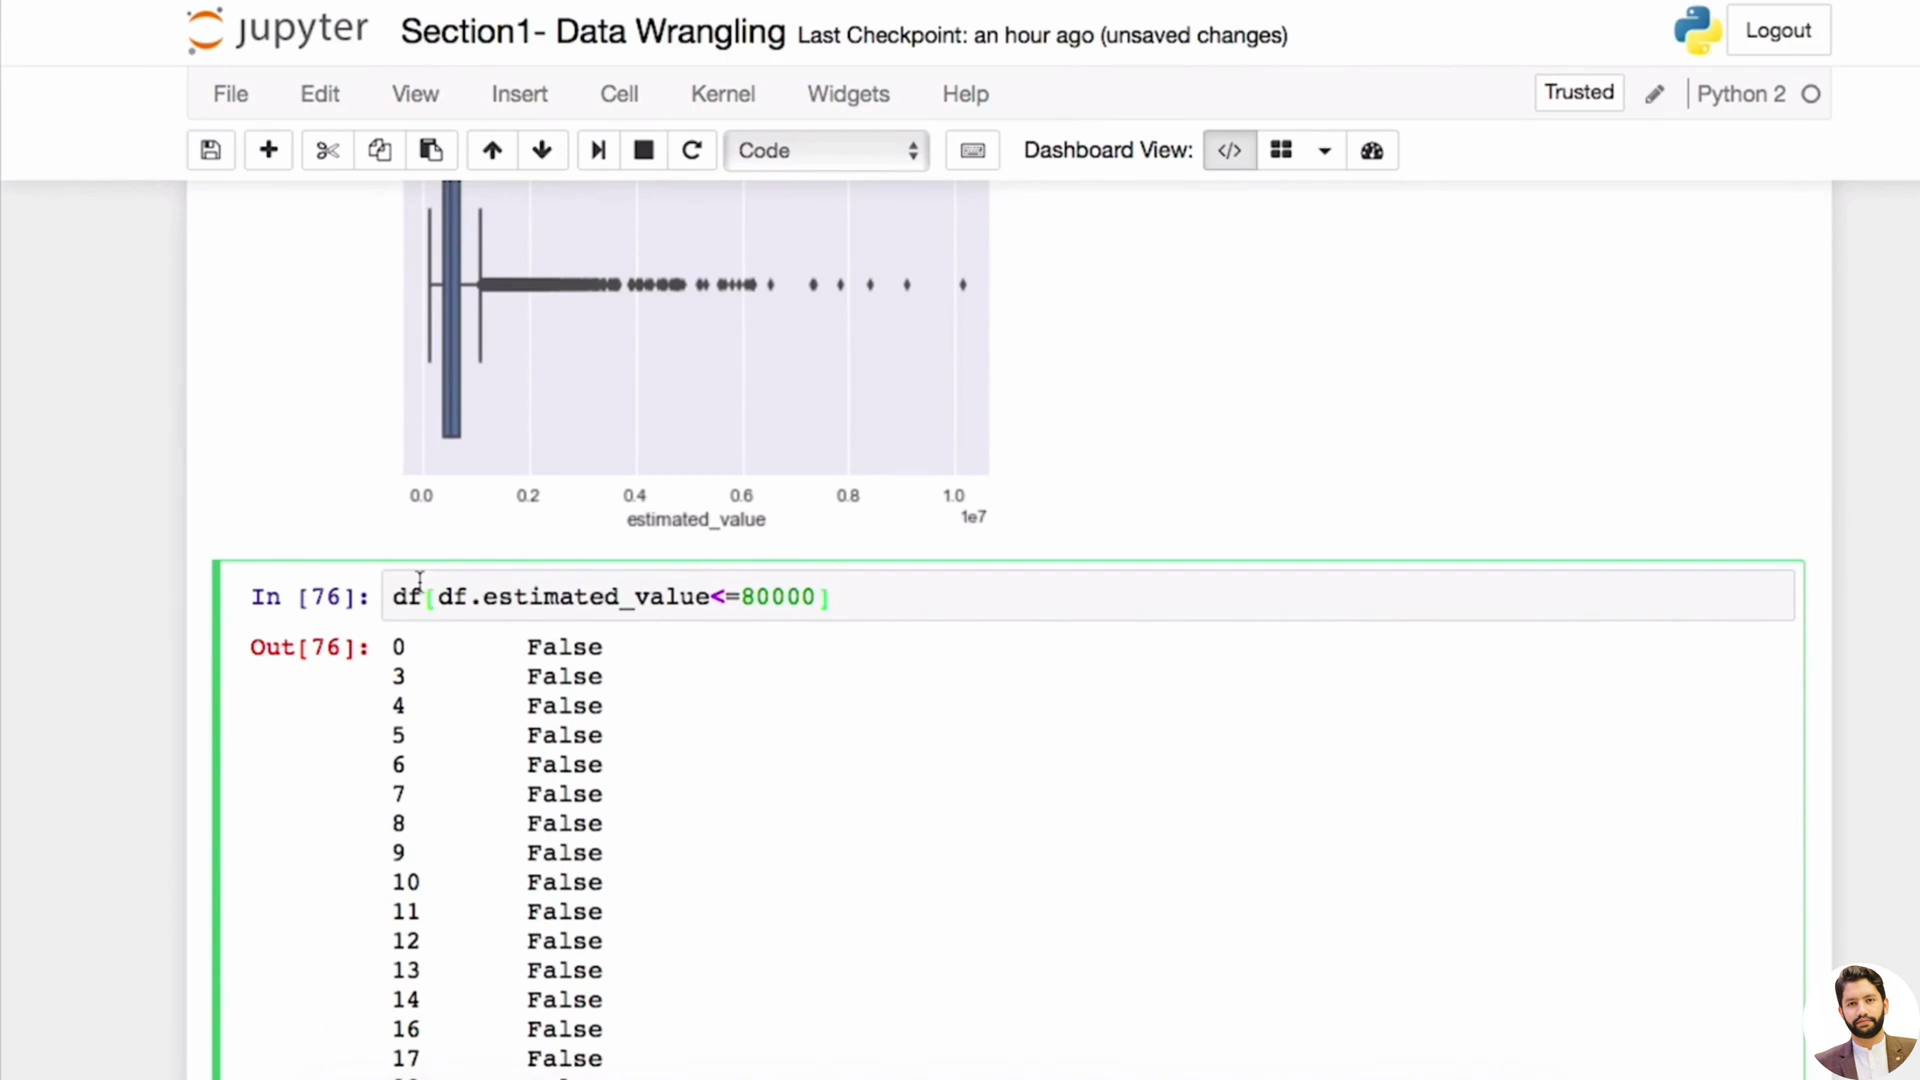 jupyter Section1- Data Wrangling Last Checkpoint: an hour ago (unsaved changes) Logout
File Edit View Insert Cell Kernel Widgets Help Trusted Python 2
Code Dashboard View:
0.0 0.2 0.4 0.6 0.8 1.0
estimated_value 1e7
In [76]: df[df.estimated_value<=80000]
Out[76]: 0 False
3 False
4 False
5 False
6 False
7 False
8 False
9 False
10 False
11 False
12 False
13 False
14 False
16 False
17 False